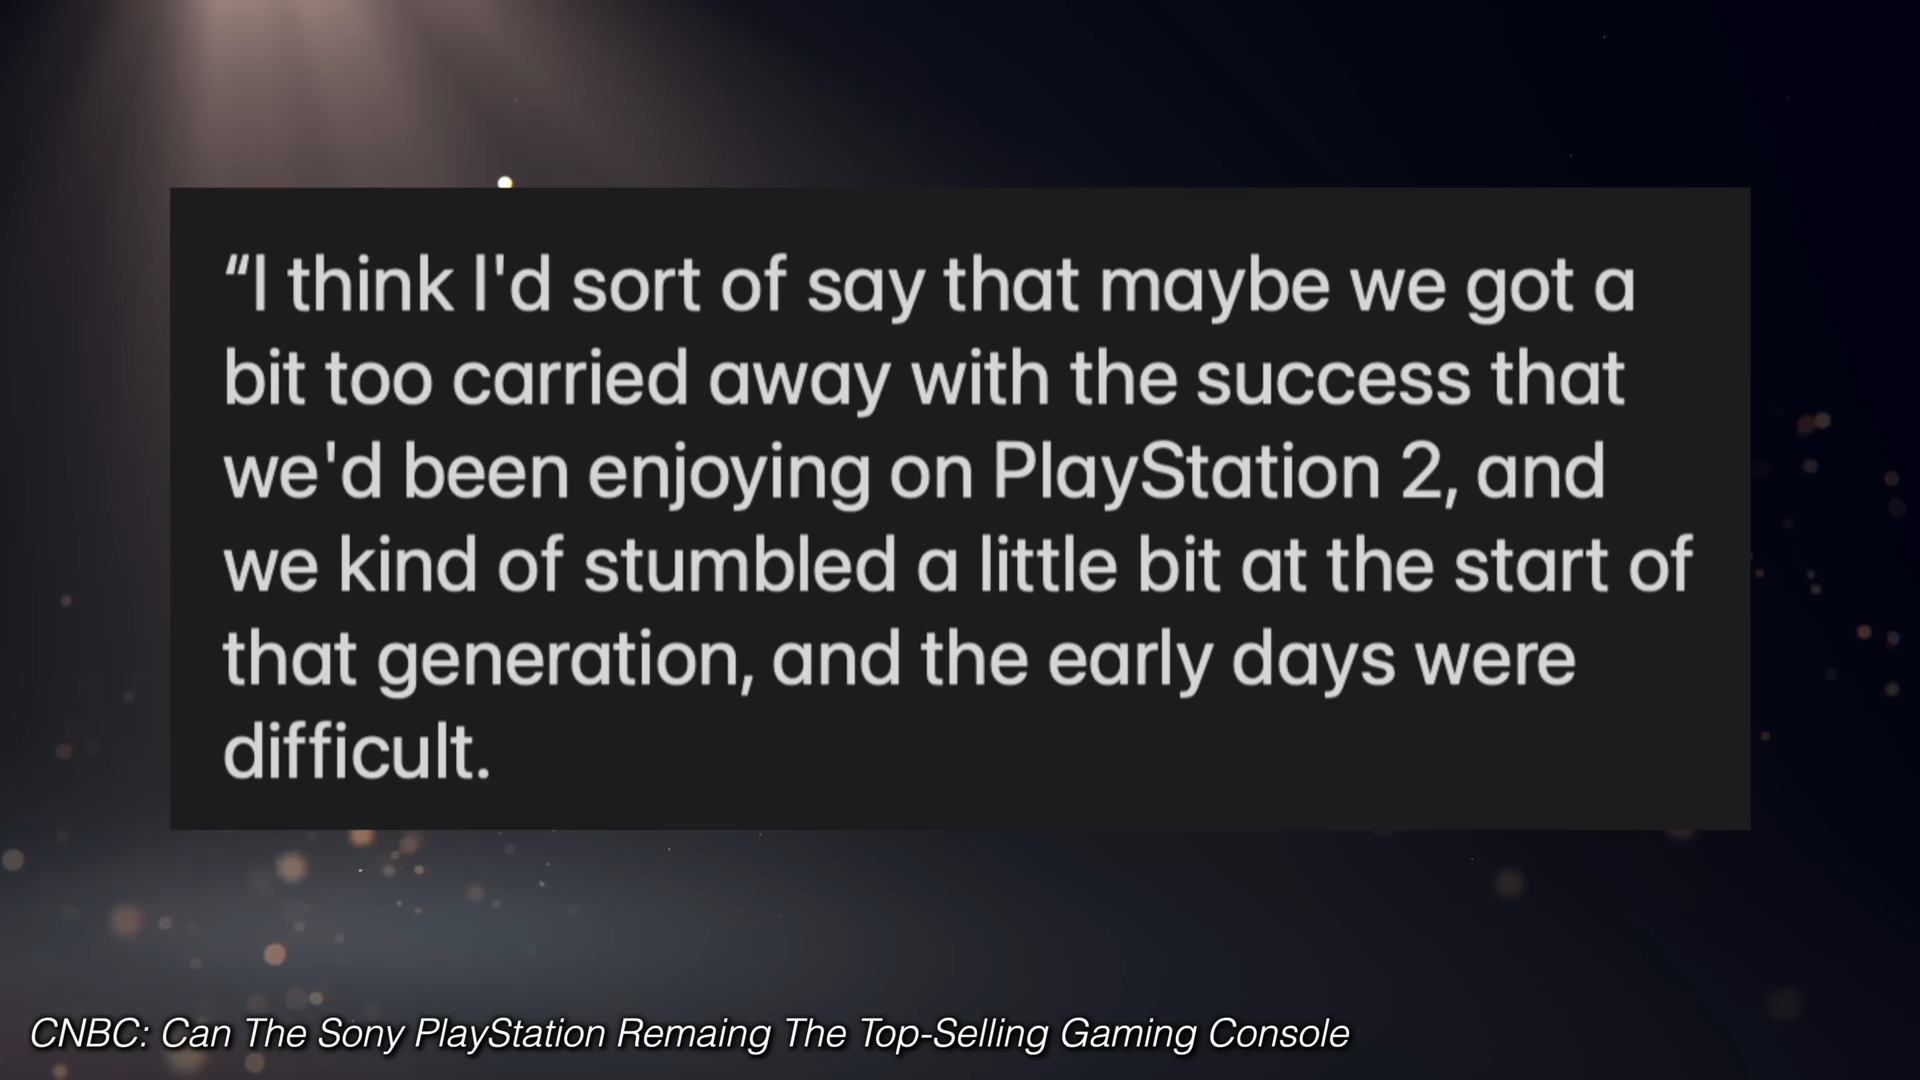 “I think I'd sort of say that maybe we got a
bit too carried away with the success that
we'd been enjoying on PlayStation 2, and
we kind of stumbled a little bit at the start of
that generation, and the early days were
difficult.
CNBC: Can The Sony PlayStation Remaing The Top-Selling Gaming Console